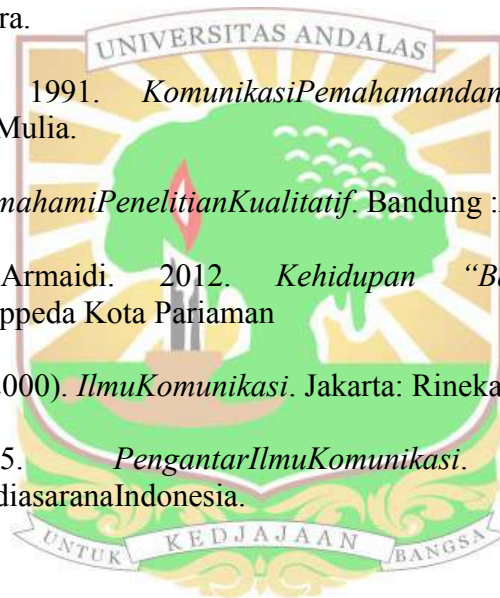 ra.
UNIVERSITAS ANDALAS
1991. KomunikasiPemahamandan
Mulia.
mahamiPenelitianKualitatif. Bandung :
Armaidi. 2012. Kehidupan “Ba
ppeda Kota Pariaman
2000). IlmuKomunikasi. Jakarta: Rineka
5. PengantarIlmuKomunikasi.
diasaranaIndonesia.
UNTUK KEDJAJAAN BANGSA